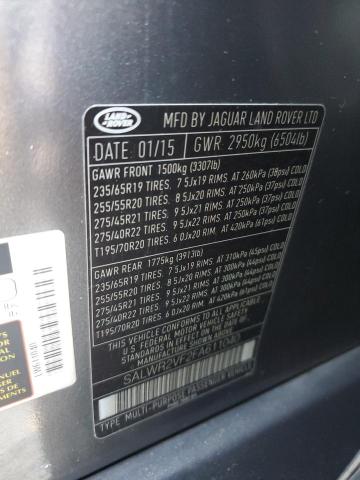 LAND
ROVER
MFD BY JAGUAR LAND ROVER LTD
DATE 01/15 GWR 2950kg (6504lb)
GAWR FRONT 1500kg (3307lb)
235/65R19 TIRES. 7 5Jx19 RIMS AT 260kPA (38psi) COLD
255/55R20 TIRES. 8 5Jx20 RIMS. AT 250kPA (37psi) COLD
275/45R21 TIRES. 9 5Jx21 RIMS. AT 250kPA (37psi) COLD
275/40R22 TIRES. 9 5Jx22 RIMS. AT 250kPA (37psi) COLD
T195/70R20 TIRES. 6 0Jx20 RIMS. AT 420kPA (61psi) COLD
GAWR REAR 1775kg (3913lb)
235/65R19 TIRES. 7 5Jx19 RIMS. AT 310kPA (45psi) COLD
255/55R20 TIRES. 8 5Jx20 RIMS. AT 300kPA (44psi) COLD
275/45R21 TIRES. 9 5Jx21 RIMS. AT 300kPA (44psi) COLD
275/40R22 TIRES. 9 5Jx22 RIMS. AT 300kPA (44psi) COLD
T195/70R20 TIRES. 6 0Jx20 RIMS. AT 420kPA (61psi) COLD
THIS VEHICLE CONFORMS TO ALL APPLICABLE
U.S. FEDERAL MOTOR VEHICLE SAFETY
STANDARDS IN EFFECT ON THE DATE OF
MANUFACTURE SHOWN ABOVE
SALWR2VF2FA611040
TYPE: MULTI-PURPOSE PASSENGER VEHICLE